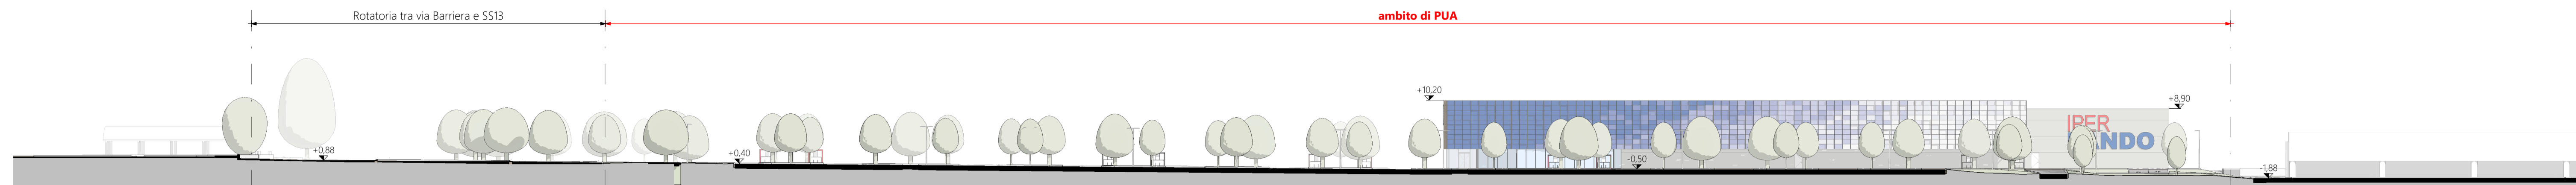 Rotatoria tra via Barriera e SS13
ambito di PUA
+0,88
+0,40
+10,20
-0,50
+8,90
IPER
ANDO
-1,88